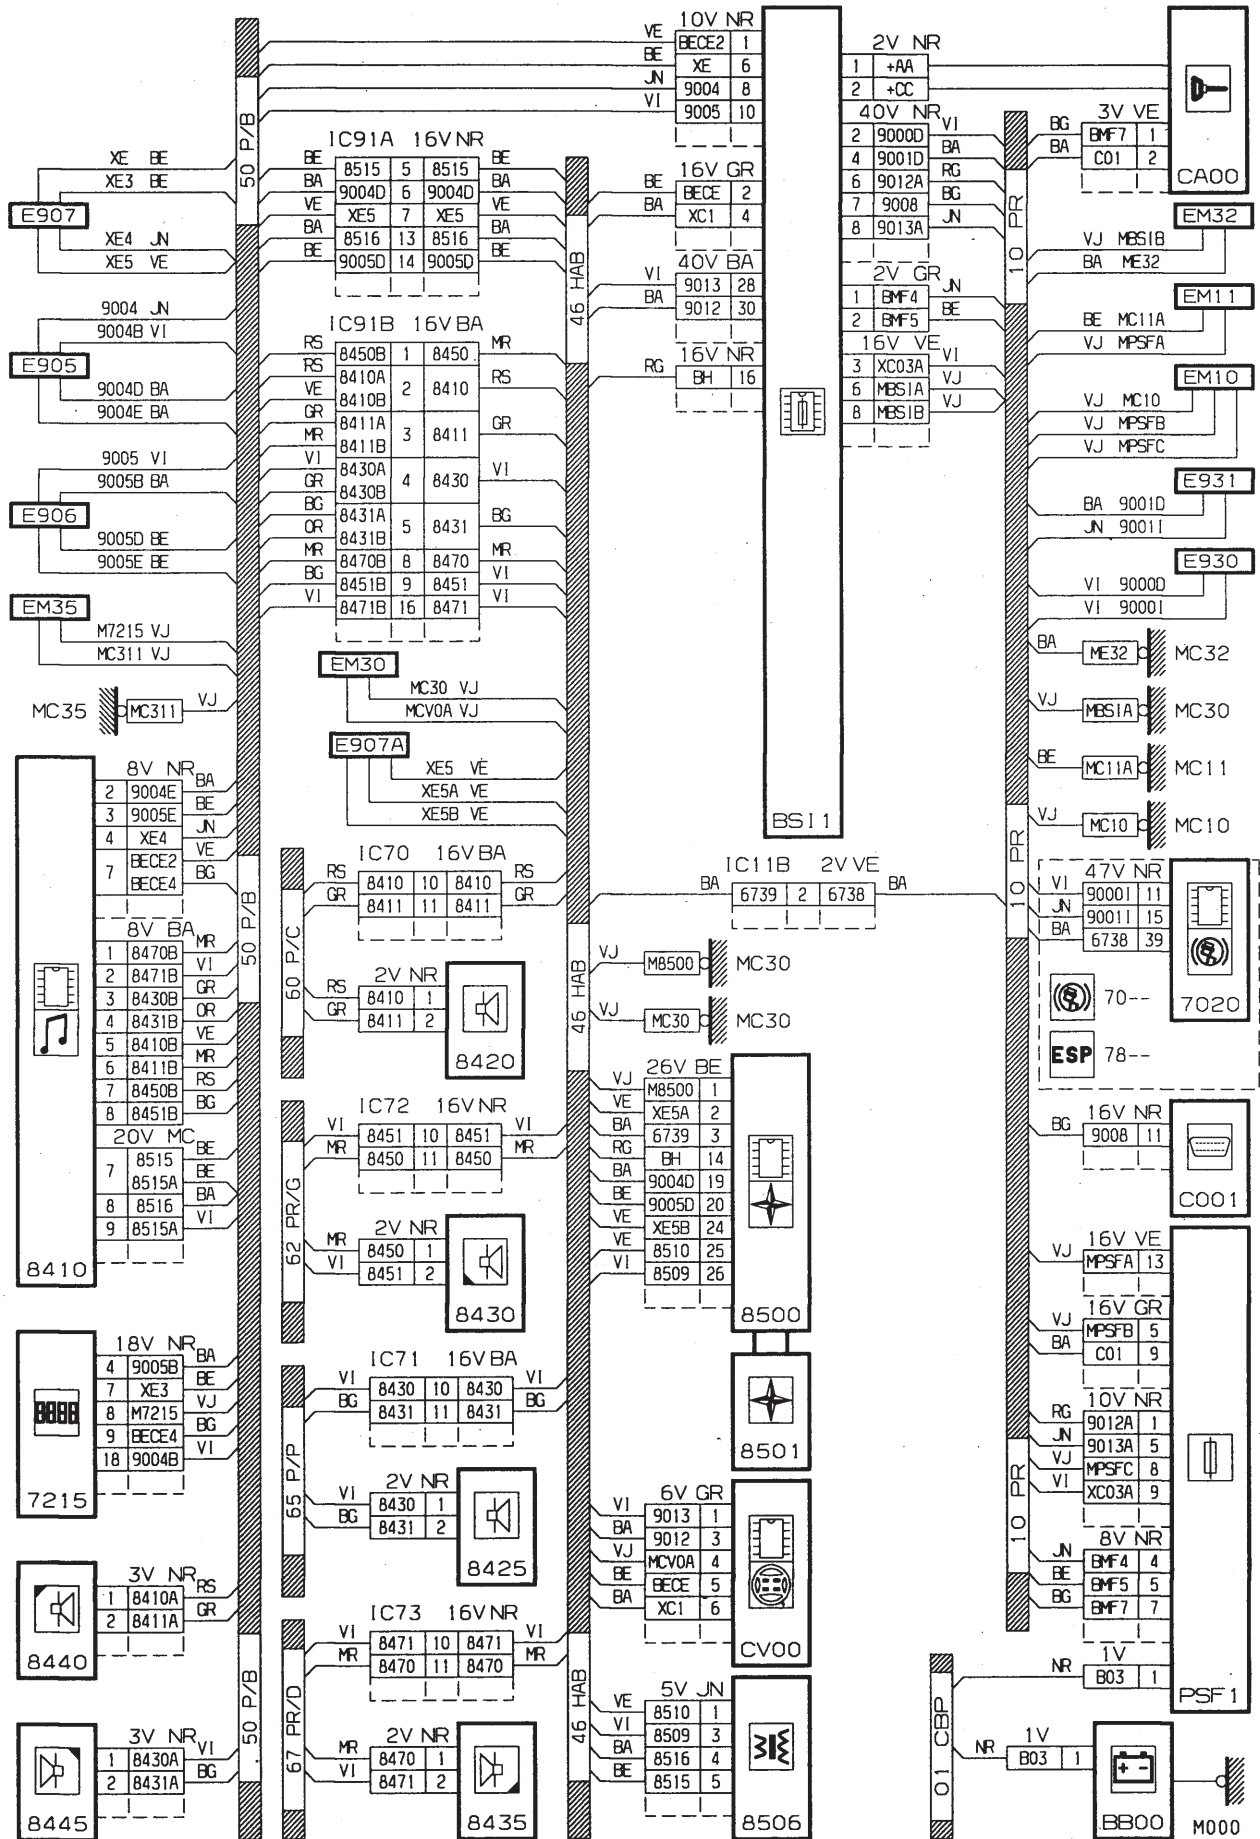 50 P/B
VE
BE
JN
VI
10V NR
BECE2 1
XE 6
9004 8
9005 10
2V NR
1 +AA
2 +CC
40V NR
2 9000D VI
4 9001D BA
6 9012A RG
7 9008 BG
8 9013A JN
3V VE
BG BMF7 1
BA C01 2
CA00
XE BE
XE3 BE
E907
XE4 JN
XE5 VE
IC91A 16V NR
BE 8515 5 8515 BE
BA 9004D 6 9004D BA
VE XE5 7 XE5 VE
BA 8516 13 8516 BA
BE 9005D 14 9005D BE
46 HAB
16V GR
BE BECE 2
BA XC1 4
40V BA
VI 9013 28
BA 9012 30
16V NR
RG BH 16
2V GR
1 BMF4 JN
2 BMF5 BE
16V VE
3 XC03A VI
6 MBS1A VJ
8 MBS1B VJ
BSI1
10 PR
EM32
VJ MBS1B
BA ME32
EM11
BE MC11A
VJ MPSFA
EM10
VJ MC10
VJ MPSFB
VJ MPSFC
E931
BA 9001D
JN 9001I
E930
VI 9000D
VI 9000I
BA ME32 MC32
VJ MBS1A MC30
BE MC11A MC11
VJ MC10 MC10
9004 JN
9004B VI
E905
9004D BA
9004E BA
9005 VI
9005B BA
E906
9005D BE
9005E BE
EM35
M7215 VJ
MC311 VJ
MC35 MC311 VJ
IC91B 16V BA
RS 8450B 1 8450 MR
RS 8410A 2 8410 RS
VE 8410B
GR 8411A 3 8411 GR
MR 8411B
VI 8430A 4 8430 VI
GR 8430B
BG 8431A 5 8431 BG
OR 8431B
MR 8470B 8 8470 MR
BG 8451B 9 8451 VI
VI 8471B 16 8471 VI
EM30
MC30 VJ
MCV0A VJ
E907A
XE5 VE
XE5A VE
XE5B VE
8V NR
2 9004E BA
3 9005E BE
4 XE4 JN
7 BECE2 VE
BECE4 BG
8V BA
1 8470B MR
2 8471B VI
3 8430B GR
4 8431B OR
5 8410B VE
6 8411B MR
7 8450B RS
8 8451B BG
20V MC
7 8515 BE
8515A BE
8 8516 BA
9 8515A VI
8410
50 P/B
60 P/C
IC70 16V BA
RS 8410 10 8410 RS
GR 8411 11 8411 GR
2V NR
RS 8410 1
GR 8411 2
8420
62 PR/G
IC72 16V NR
VI 8451 10 8451 VI
MR 8450 11 8450 MR
2V NR
MR 8450 1
VI 8451 2
8430
IC11B 2V VE
BA 6739 2 6738 BA
46 HAB
VJ M8500 MC30
VJ MC30 MC30
26V BE
VJ M8500 1
VE XE5A 2
BA 6739 3
RG BH 14
BA 9004D 19
BE 9005D 20
VE XE5B 24
VE 8510 25
VI 8509 26
8500
8501
10 PR
47V NR
VI 9000I 11
JN 9001I 15
BA 6738 39
7020
70--
ESP 78--
16V NR
BG 9008 11
C001
16V VE
VJ MPSFA 13
16V GR
VJ MPSFB 5
BA C01 9
10V NR
RG 9012A 1
JN 9013A 5
VJ MPSFC 8
VI XC03A 9
8V NR
JN BMF4 4
BE BMF5 5
BG BMF7 7
1V
NR B03 1
PSF1
10 PR
18V NR
4 9005B BA
7 XE3 BE
8 M7215 VJ
9 BECE4 BG
18 9004B VI
8888
7215
3V NR
1 8410A RS
2 8411A GR
8440
3V NR
1 8430A VI
2 8431A BG
8445
50 P/B
65 P/P
IC71 16V BA
VI 8430 10 8430 VI
BG 8431 11 8431 BG
2V NR
VI 8430 1
BG 8431 2
8425
67 PR/D
IC73 16V NR
VI 8471 10 8471 VI
MR 8470 11 8470 MR
2V NR
MR 8470 1
VI 8471 2
8435
46 HAB
6V GR
VI 9013 1
BA 9012 3
VJ MCV0A 4
BE BECE 5
BA XC1 6
CV00
5V JN
VE 8510 1
VI 8509 3
BA 8516 4
BE 8515 5
8506
01 CBP
1V
NR B03 1
+ -
BB00
M000